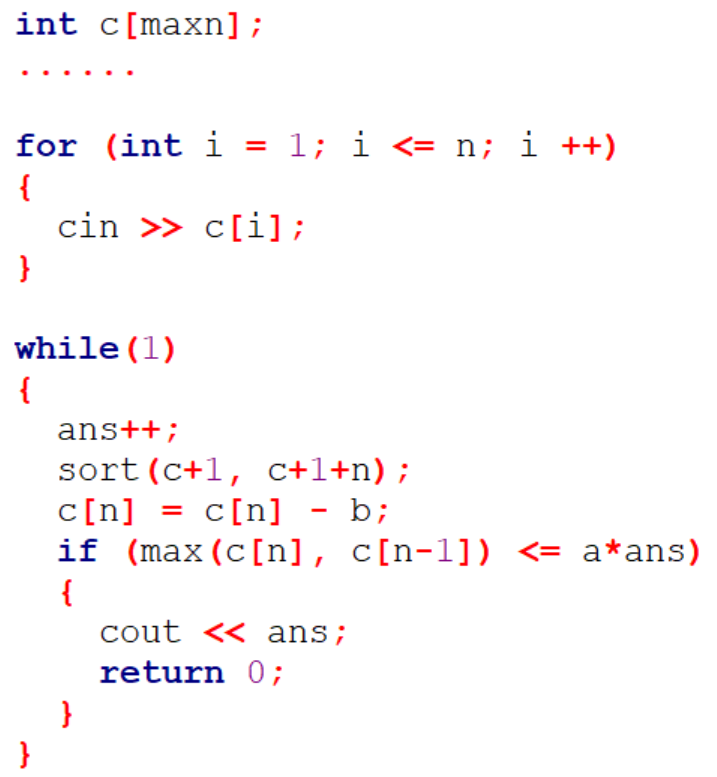 int c[maxn];
......
for (int i = 1; i <= n; i ++)
{
  cin >> c[i];
}
while(1)
{
  ans++;
  sort(c+1, c+1+n);
  c[n] = c[n] - b;
  if (max(c[n], c[n-1]) <= a*ans)
  {
    cout << ans;
    return 0;
  }
}